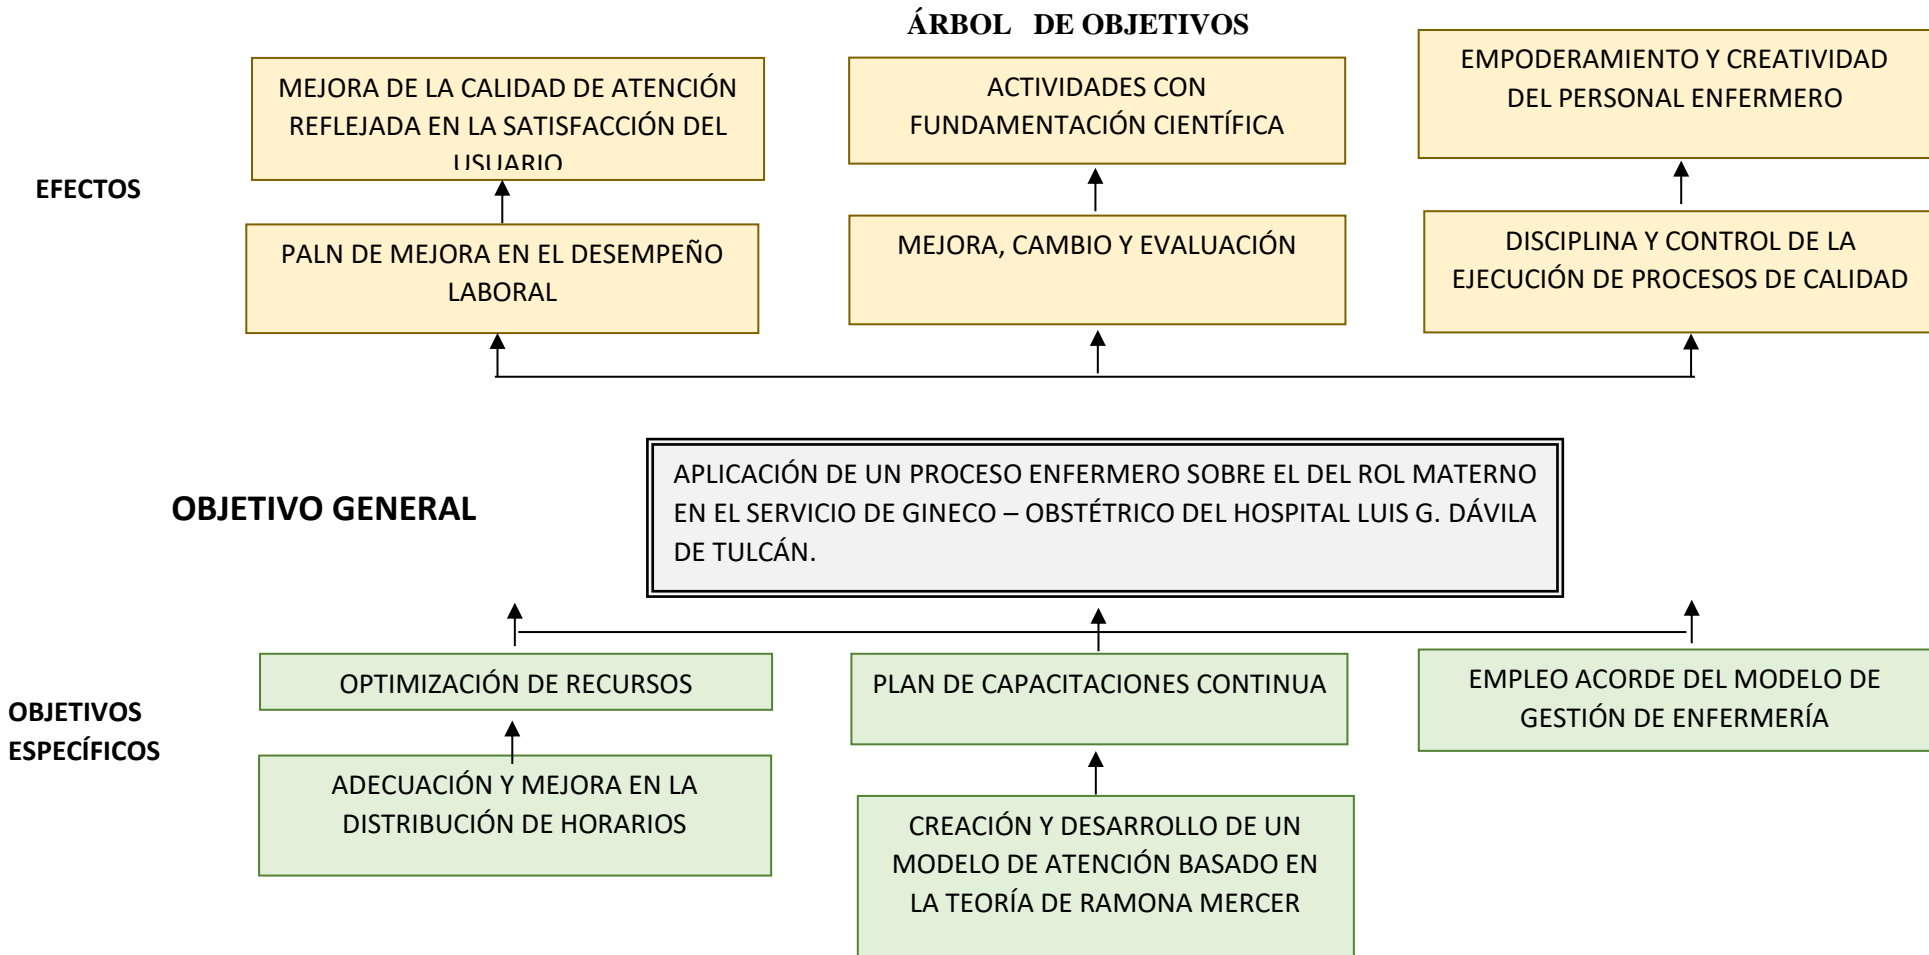 ÁRBOL DE OBJETIVOS
MEJORA DE LA CALIDAD DE ATENCIÓN
REFLEJADA EN LA SATISFACCIÓN DEL
USUARIO
ACTIVIDADES CON
FUNDAMENTACIÓN CIENTÍFICA
EMPODERAMIENTO Y CREATIVIDAD
DEL PERSONAL ENFERMERO
EFECTOS
PALN DE MEJORA EN EL DESEMPEÑO
LABORAL
MEJORA, CAMBIO Y EVALUACIÓN
DISCIPLINA Y CONTROL DE LA
EJECUCIÓN DE PROCESOS DE CALIDAD
OBJETIVO GENERAL
APLICACIÓN DE UN PROCESO ENFERMERO SOBRE EL DEL ROL MATERNO
EN EL SERVICIO DE GINECO – OBSTÉTRICO DEL HOSPITAL LUIS G. DÁVILA
DE TULCÁN.
OBJETIVOS
ESPECÍFICOS
OPTIMIZACIÓN DE RECURSOS
PLAN DE CAPACITACIONES CONTINUA
EMPLEO ACORDE DEL MODELO DE
GESTIÓN DE ENFERMERÍA
ADECUACIÓN Y MEJORA EN LA
DISTRIBUCIÓN DE HORARIOS
CREACIÓN Y DESARROLLO DE UN
MODELO DE ATENCIÓN BASADO EN
LA TEORÍA DE RAMONA MERCER